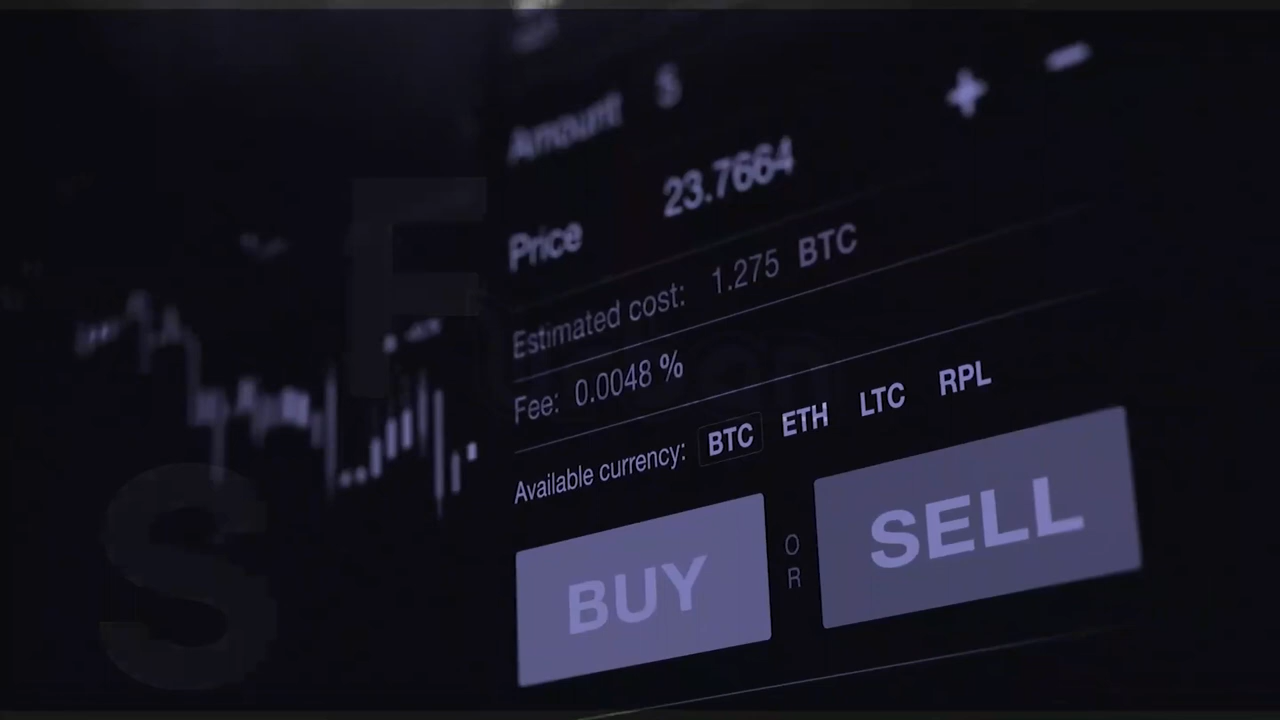 Amount $
23.7664
Price
Estimated cost: 1.275 BTC
Fee: 0.0048 %
Available currency: BTC ETH LTC RPL
BUY
O
R
SELL
F
S